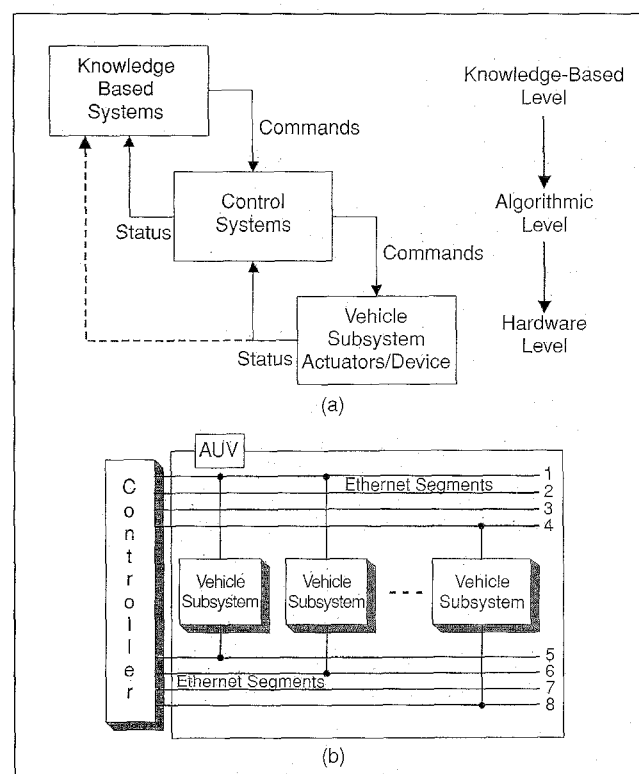 Knowledge
Based
Systems
Commands
Knowledge-Based
Level
Control
Systems
Status
Algorithmic
Level
Commands
Vehicle
Subsystem
Actuators/Device
Status
Hardware
Level
(a)
AUV
Controller
1
Ethernet Segments
2
3
4
Vehicle
Subsystem
Vehicle
Subsystem
Vehicle
Subsystem
5
6
Ethernet Segments
7
8
(b)